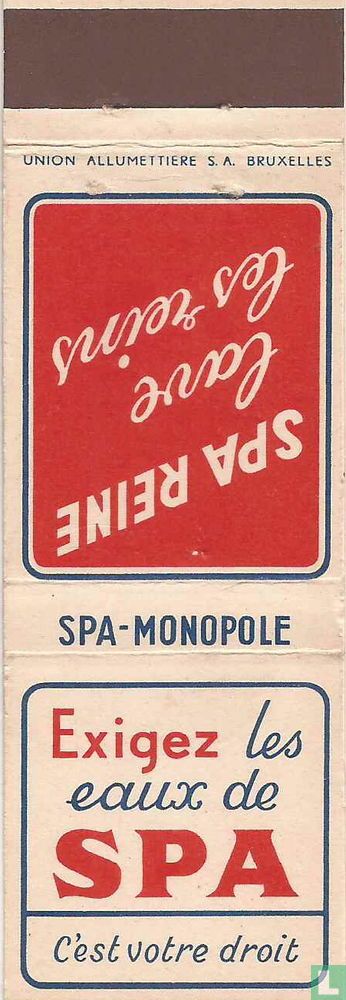 UNION ALLUMETTIERE S.A. BRUXELLES
SPA REINE
lave
les reins
SPA-MONOPOLE
Exigez les
eaux de
SPA
C'est votre droit